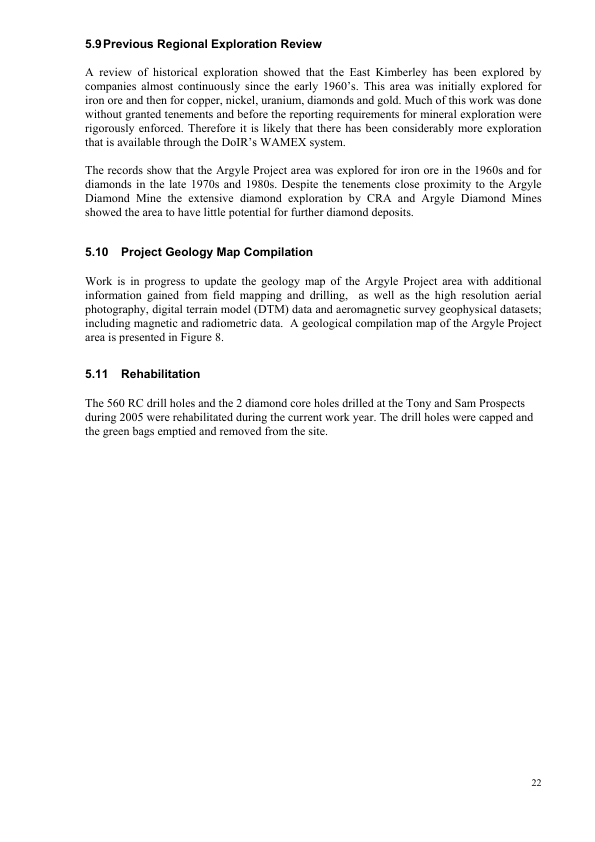 5.9 Previous Regional Exploration Review
A review of historical exploration showed that the East Kimberley has been explored by
companies almost continuously since the early 1960’s. This area was initially explored for
iron ore and then for copper, nickel, uranium, diamonds and gold. Much of this work was done
without granted tenements and before the reporting requirements for mineral exploration were
rigorously enforced. Therefore it is likely that there has been considerably more exploration
that is available through the DoIR’s WAMEX system.
The records show that the Argyle Project area was explored for iron ore in the 1960s and for
diamonds in the late 1970s and 1980s. Despite the tenements close proximity to the Argyle
Diamond Mine the extensive diamond exploration by CRA and Argyle Diamond Mines
showed the area to have little potential for further diamond deposits.
5.10 Project Geology Map Compilation
Work is in progress to update the geology map of the Argyle Project area with additional
information gained from field mapping and drilling, as well as the high resolution aerial
photography, digital terrain model (DTM) data and aeromagnetic survey geophysical datasets;
including magnetic and radiometric data. A geological compilation map of the Argyle Project
area is presented in Figure 8.
5.11 Rehabilitation
The 560 RC drill holes and the 2 diamond core holes drilled at the Tony and Sam Prospects
during 2005 were rehabilitated during the current work year. The drill holes were capped and
the green bags emptied and removed from the site.
22